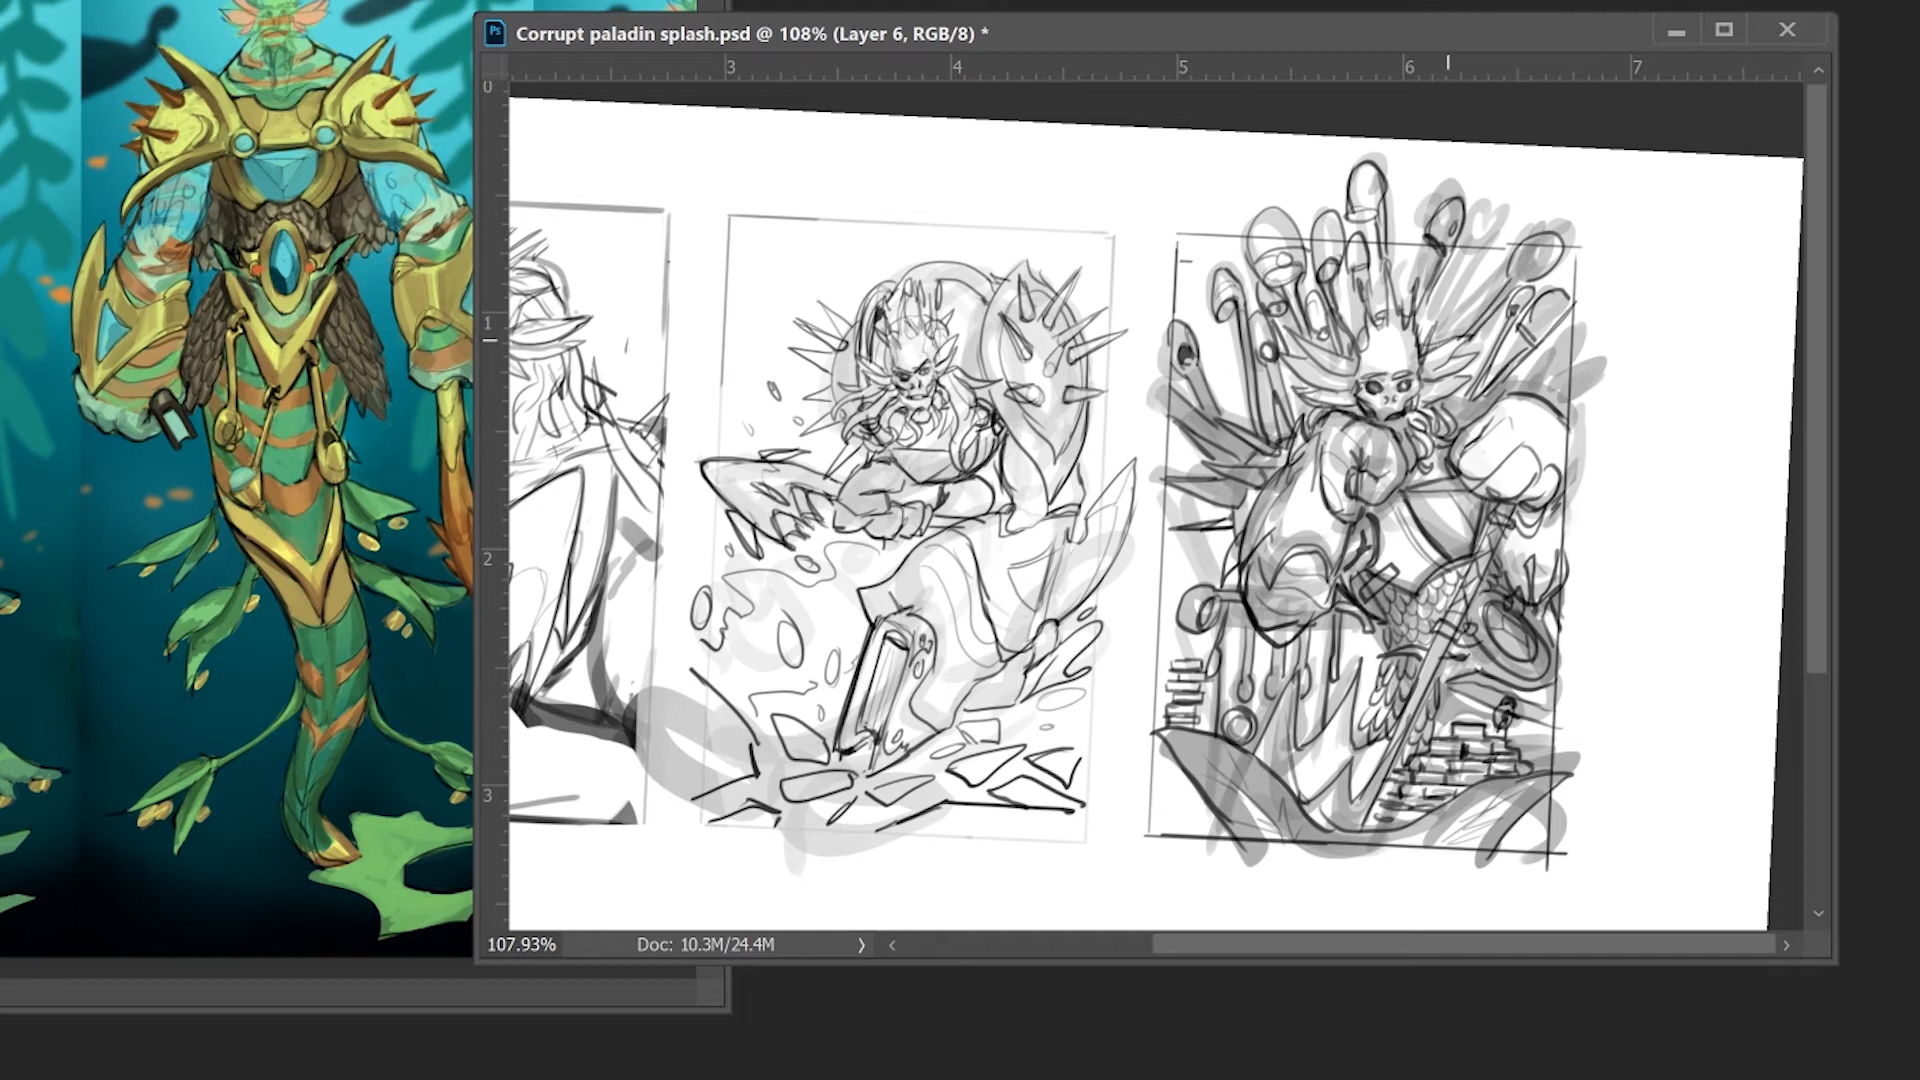 Ps Corrupt paladin splash.psd @ 108% (Layer 6, RGB/8) *
3 4 5 6 7
0
1
2
3
107.93% Doc: 10.3M/24.4M